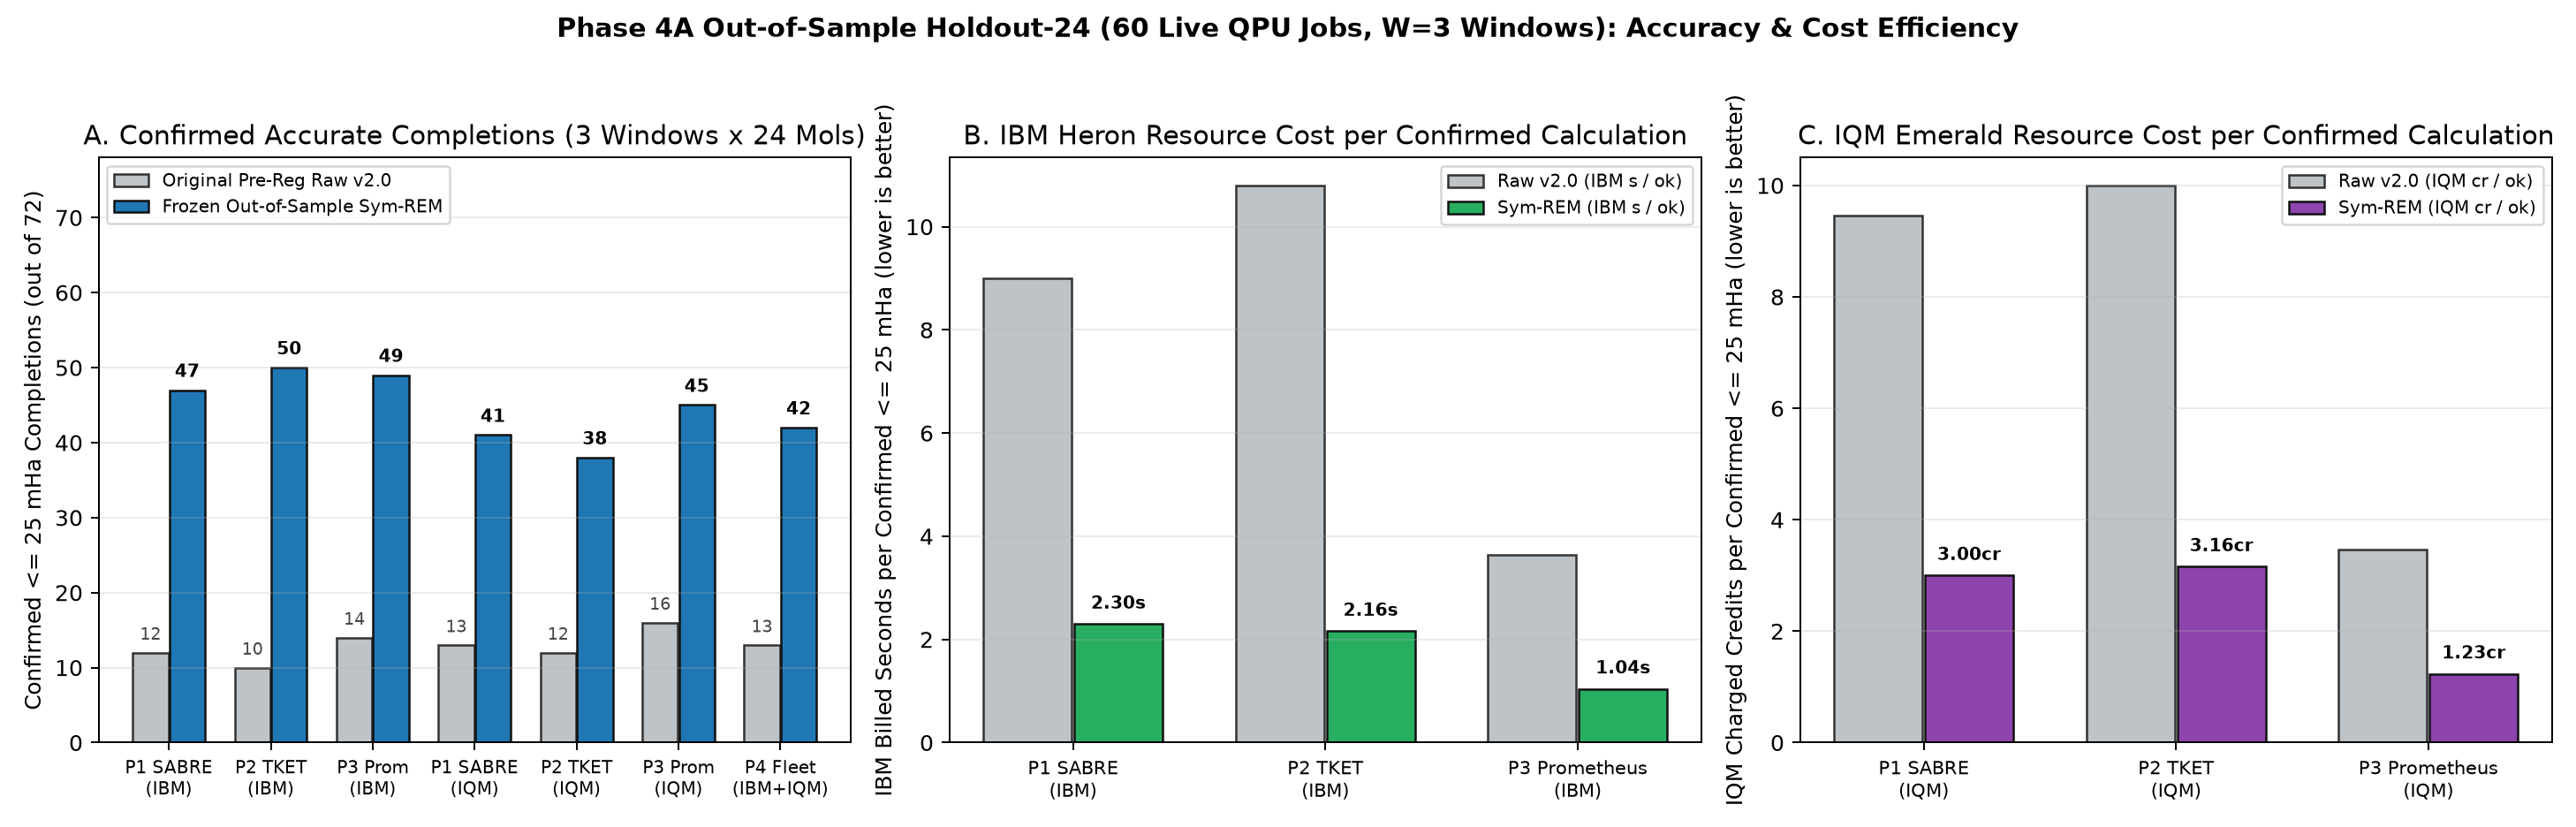 Phase 4A Out-of-Sample Holdout-24 (60 Live QPU Jobs, W=3 Windows): Accuracy & Cost Efficiency
A. Confirmed Accurate Completions (3 Windows x 24 Mols)
Confirmed <= 25 mHa Completions (out of 72)
Original Pre-Reg Raw v2.0
Frozen Out-of-Sample Sym-REM
70
60
50
40
30
20
10
0
12
47
10
50
14
49
13
41
12
38
16
45
13
42
P1 SABRE
(IBM)
P2 TKET
(IBM)
P3 Prom
(IBM)
P1 SABRE
(IQM)
P2 TKET
(IQM)
P3 Prom
(IQM)
P4 Fleet
(IBM+IQM)
B. IBM Heron Resource Cost per Confirmed Calculation
IBM Billed Seconds per Confirmed <= 25 mHa (lower is better)
Raw v2.0 (IBM s / ok)
Sym-REM (IBM s / ok)
10
8
6
4
2
0
2.30s
2.16s
1.04s
P1 SABRE
(IBM)
P2 TKET
(IBM)
P3 Prometheus
(IBM)
C. IQM Emerald Resource Cost per Confirmed Calculation
IQM Charged Credits per Confirmed <= 25 mHa (lower is better)
Raw v2.0 (IQM cr / ok)
Sym-REM (IQM cr / ok)
10
8
6
4
2
0
3.00cr
3.16cr
1.23cr
P1 SABRE
(IQM)
P2 TKET
(IQM)
P3 Prometheus
(IQM)